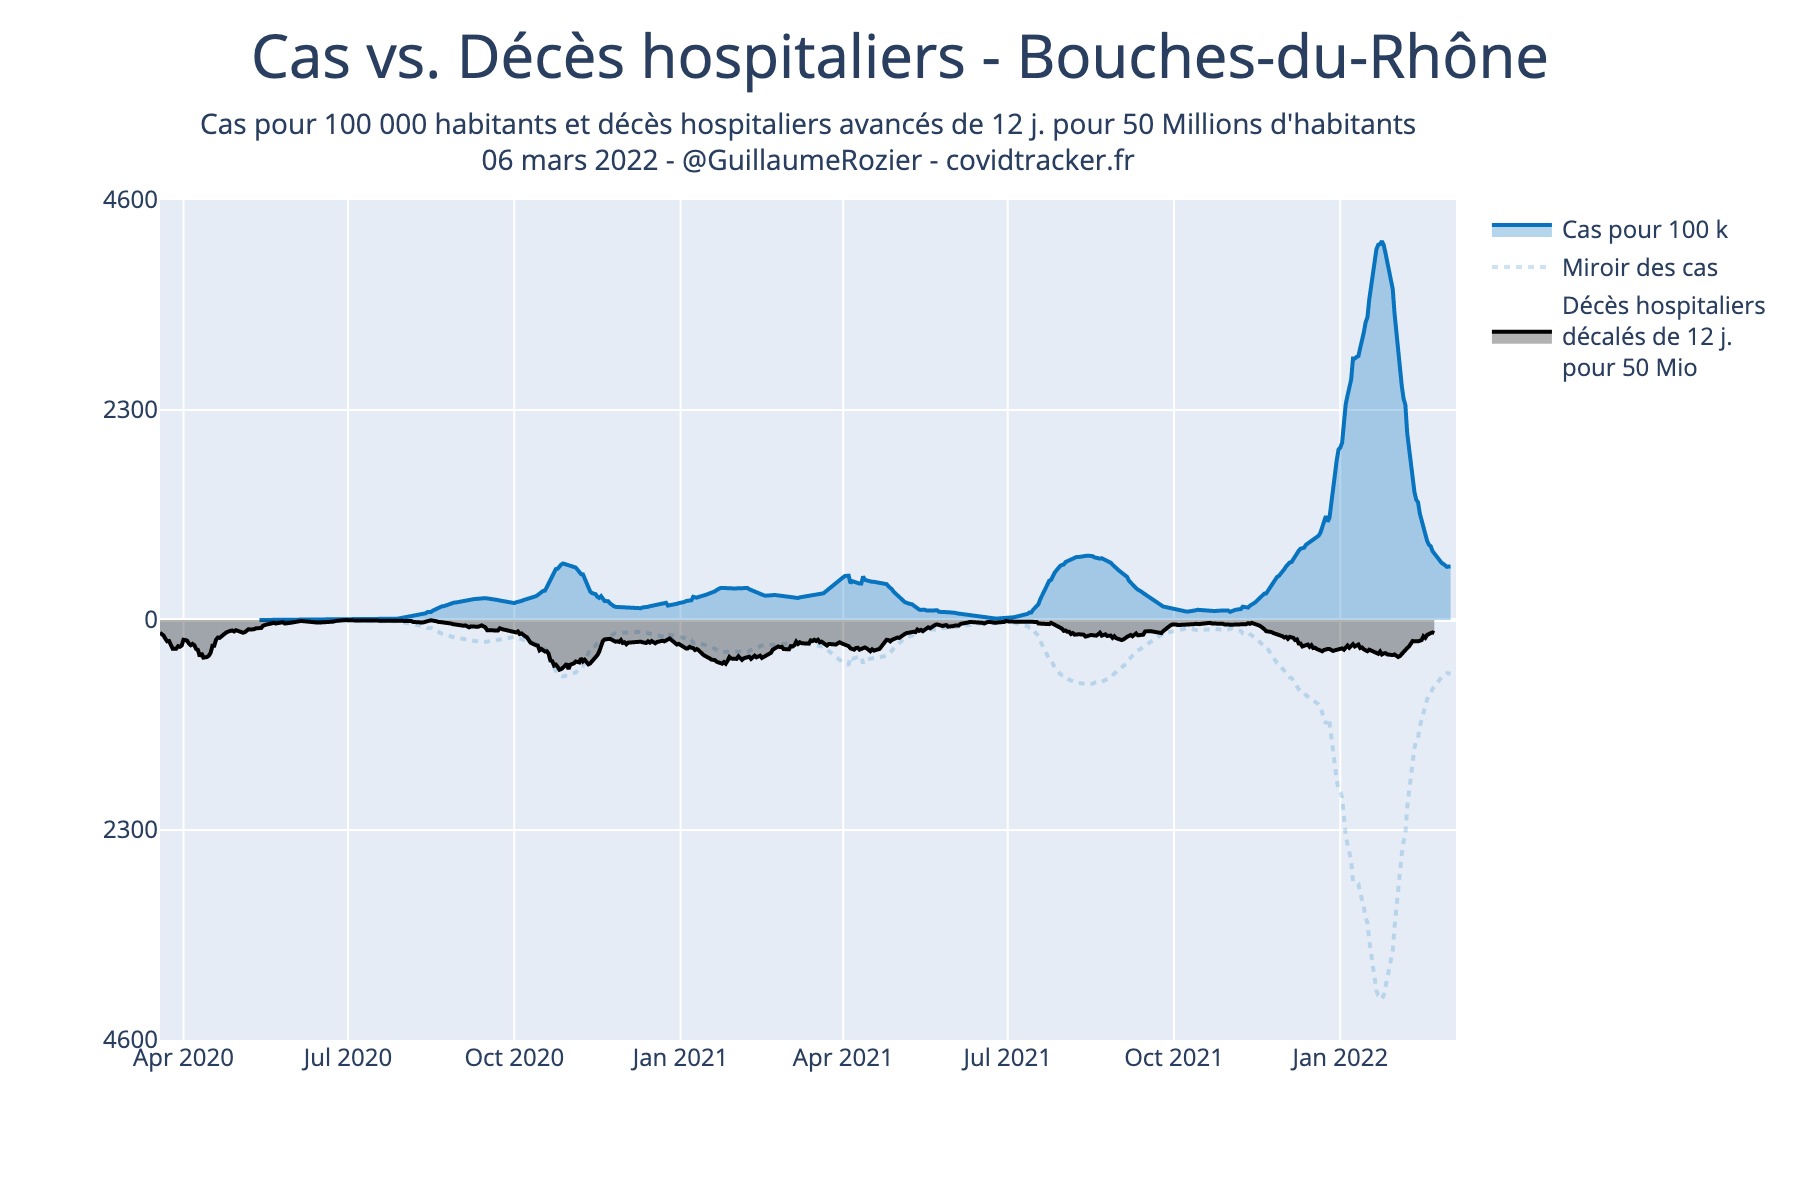 Cas vs. Décès hospitaliers - Bouches-du-Rhône
Cas pour 100 000 habitants et décès hospitaliers avancés de 12 j. pour 50 Millions d'habitants
06 mars 2022 - @GuillaumeRozier - covidtracker.fr
4600
2300
0
2300
4600
Apr 2020
Jul 2020
Oct 2020
Jan 2021
Apr 2021
Jul 2021
Oct 2021
Jan 2022
Cas pour 100 k
Miroir des cas
Décès hospitaliers
décalés de 12 j.
pour 50 Mio